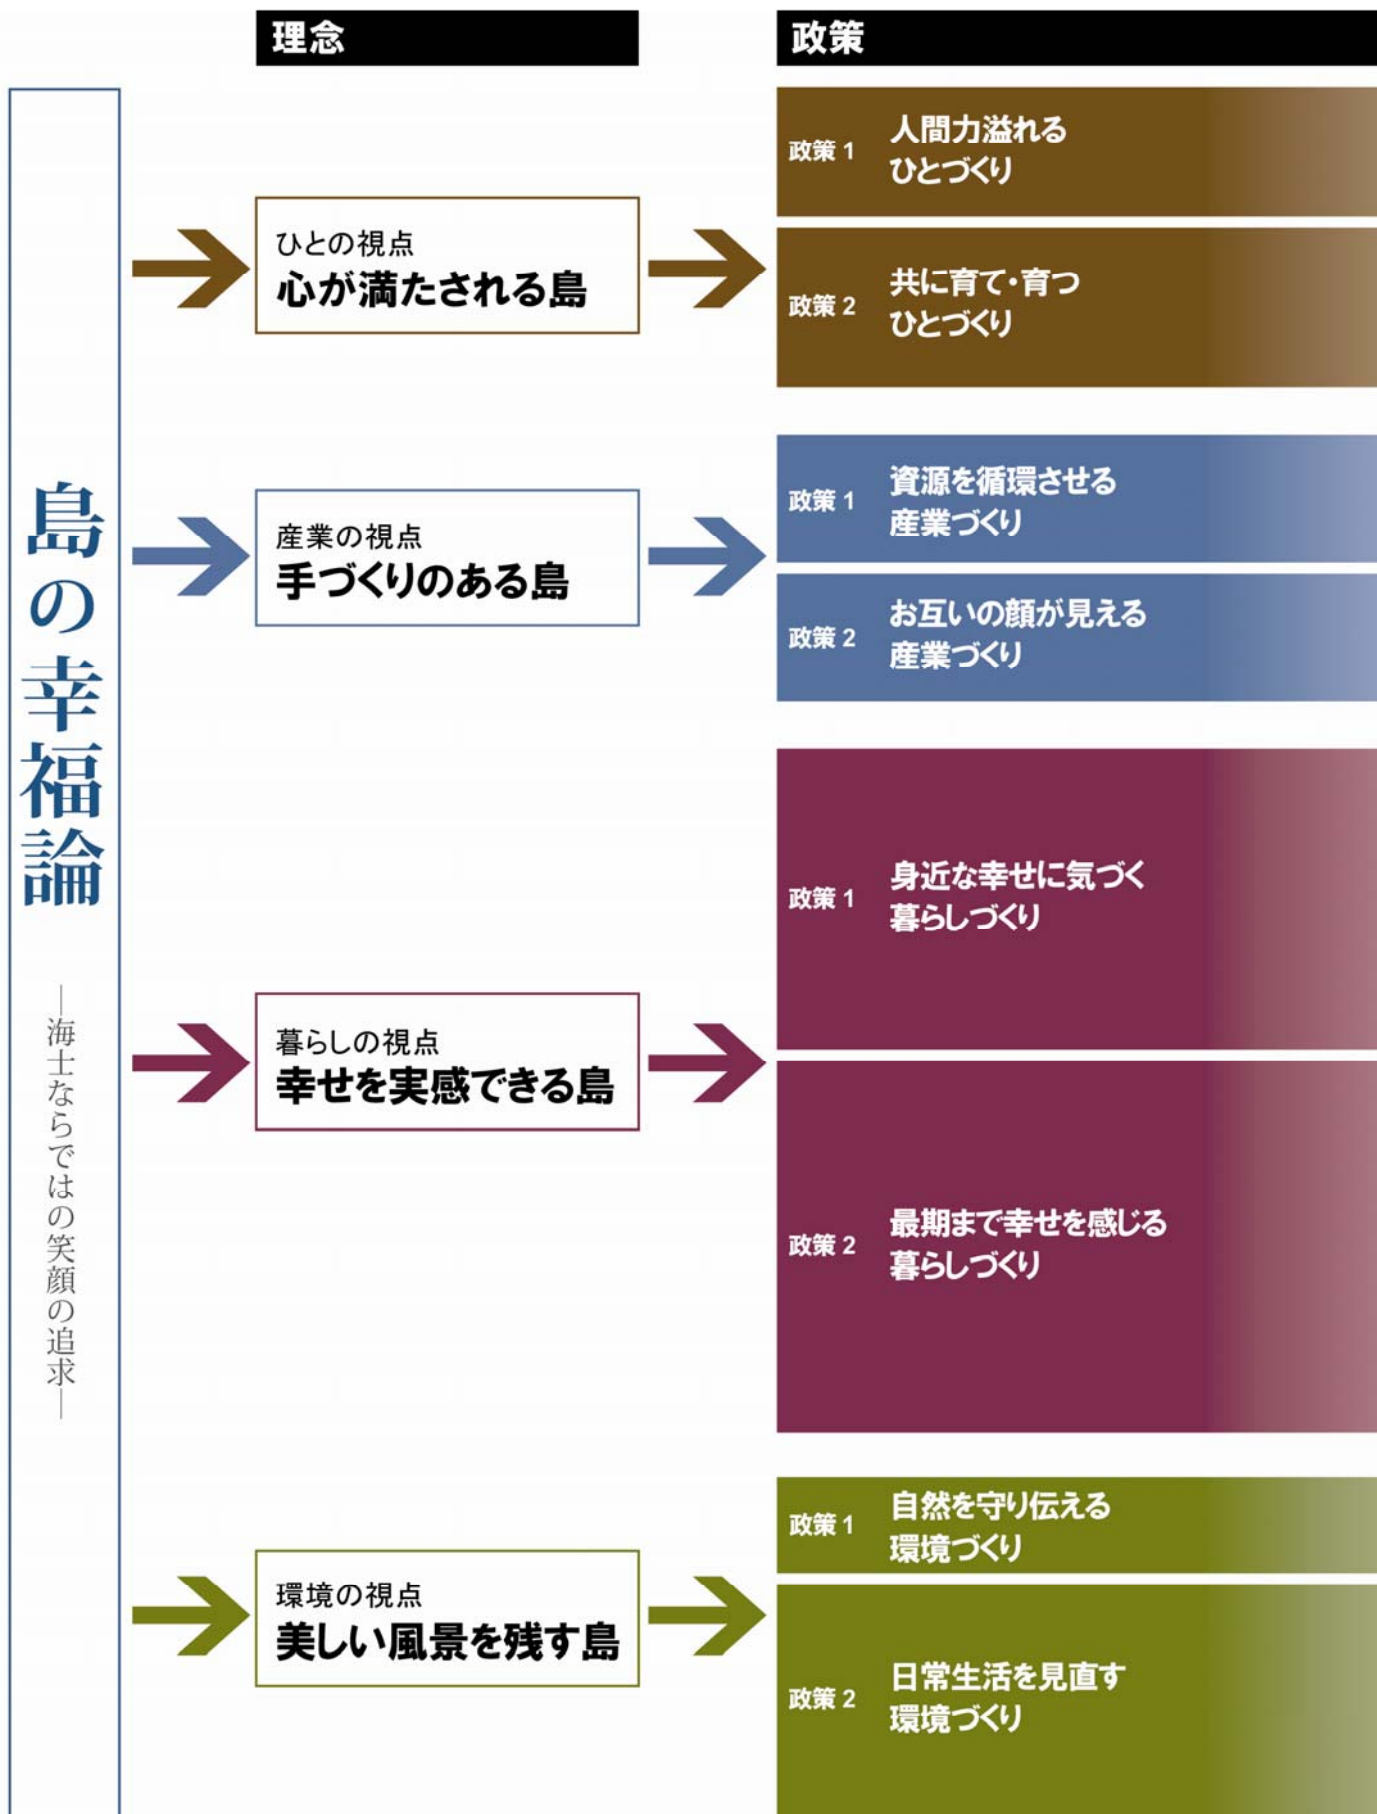 理念
政策
島の幸福論
―海士ならではの笑顔の追求―
ひとの視点
心が満たされる島
政策 1
人間力溢れる
ひとづくり
政策 2
共に育て・育つ
ひとづくり
産業の視点
手づくりのある島
政策 1
資源を循環させる
産業づくり
政策 2
お互いの顔が見える
産業づくり
暮らしの視点
幸せを実感できる島
政策 1
身近な幸せに気づく
暮らしづくり
政策 2
最期まで幸せを感じる
暮らしづくり
環境の視点
美しい風景を残す島
政策 1
自然を守り伝える
環境づくり
政策 2
日常生活を見直す
環境づくり